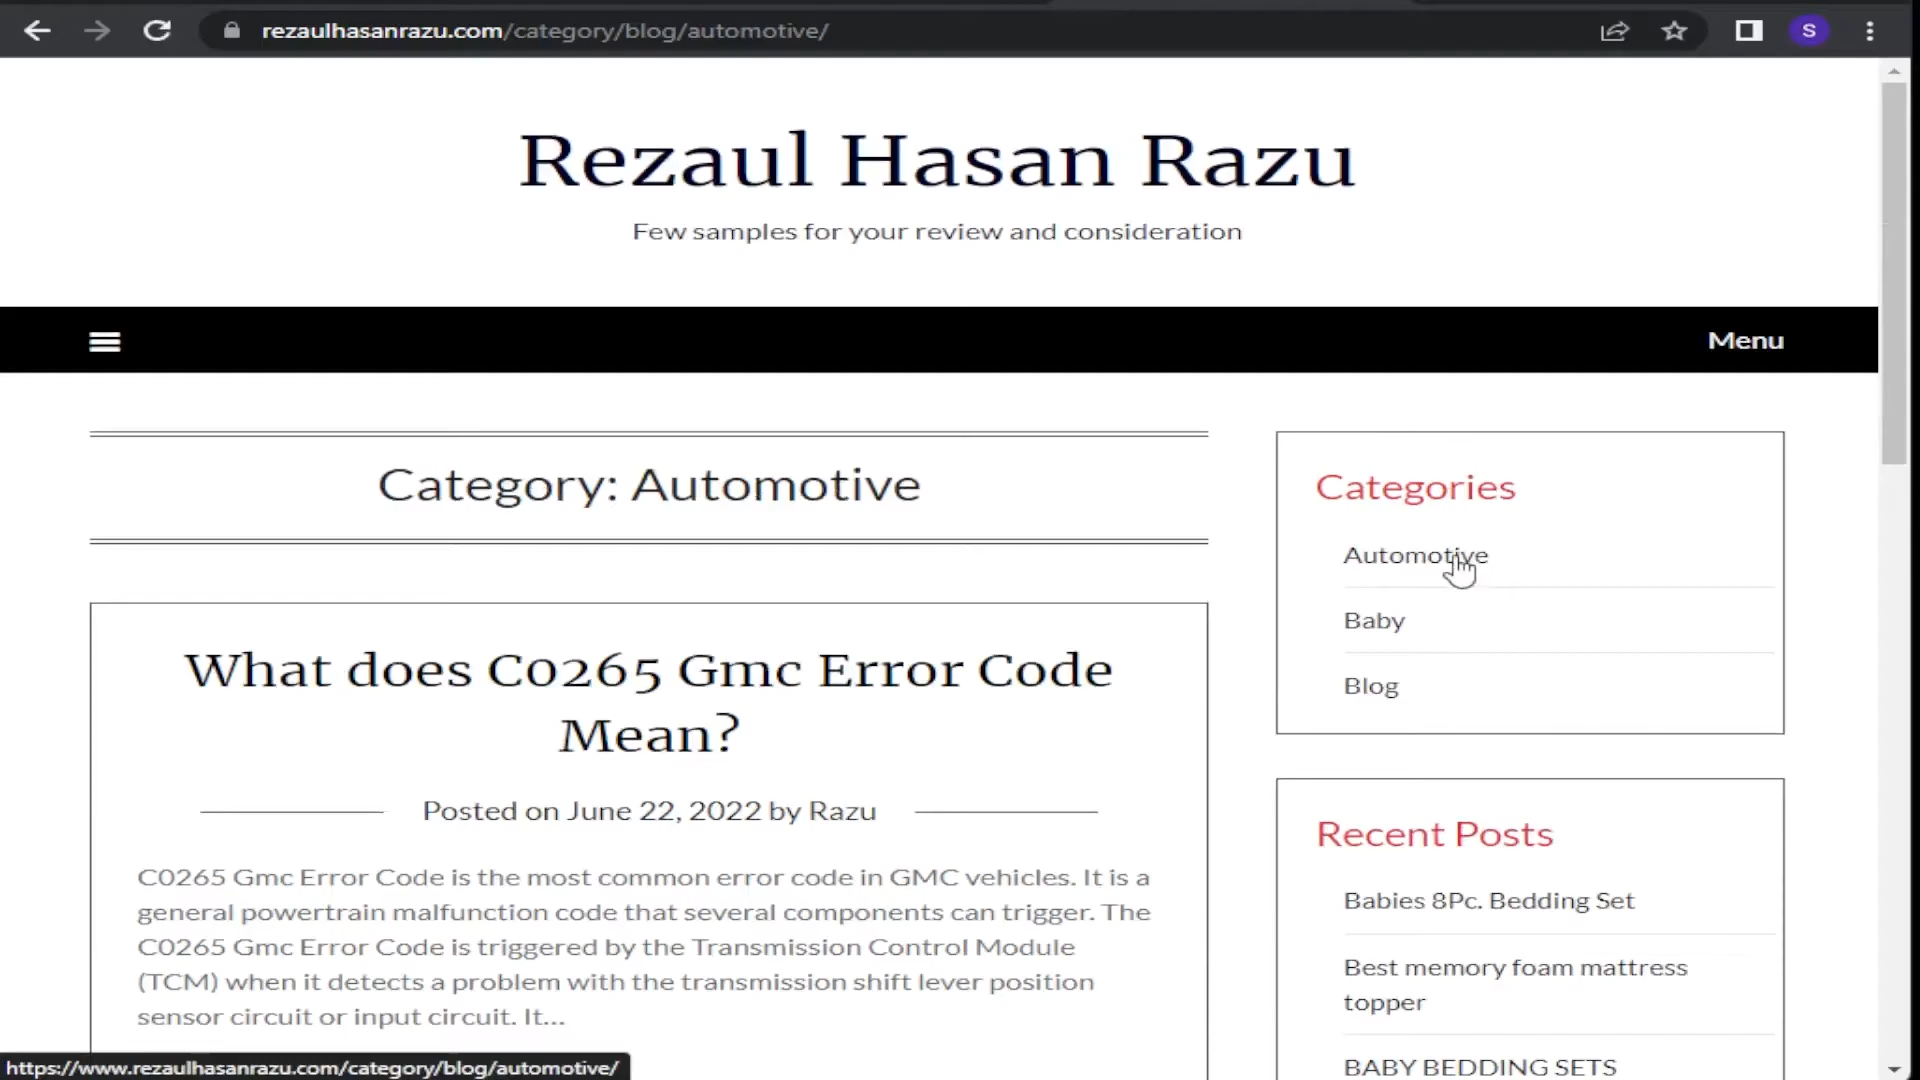 rezaulhasanrazu.com/category/blog/automotive/
S
Rezaul Hasan Razu
Few samples for your review and consideration
Menu
Category: Automotive
What does C0265 Gmc Error Code
Mean?
Posted on June 22, 2022 by Razu
C0265 Gmc Error Code is the most common error code in GMC vehicles. It is a
general powertrain malfunction code that several components can trigger. The
C0265 Gmc Error Code is triggered by the Transmission Control Module
(TCM) when it detects a problem with the transmission shift lever position
sensor circuit or input circuit. It...
Categories
Automotive
Baby
Blog
Recent Posts
Babies 8Pc. Bedding Set
Best memory foam mattress
topper
BABY BEDDING SETS
https://www.rezaulhasanrazu.com/category/blog/automotive/